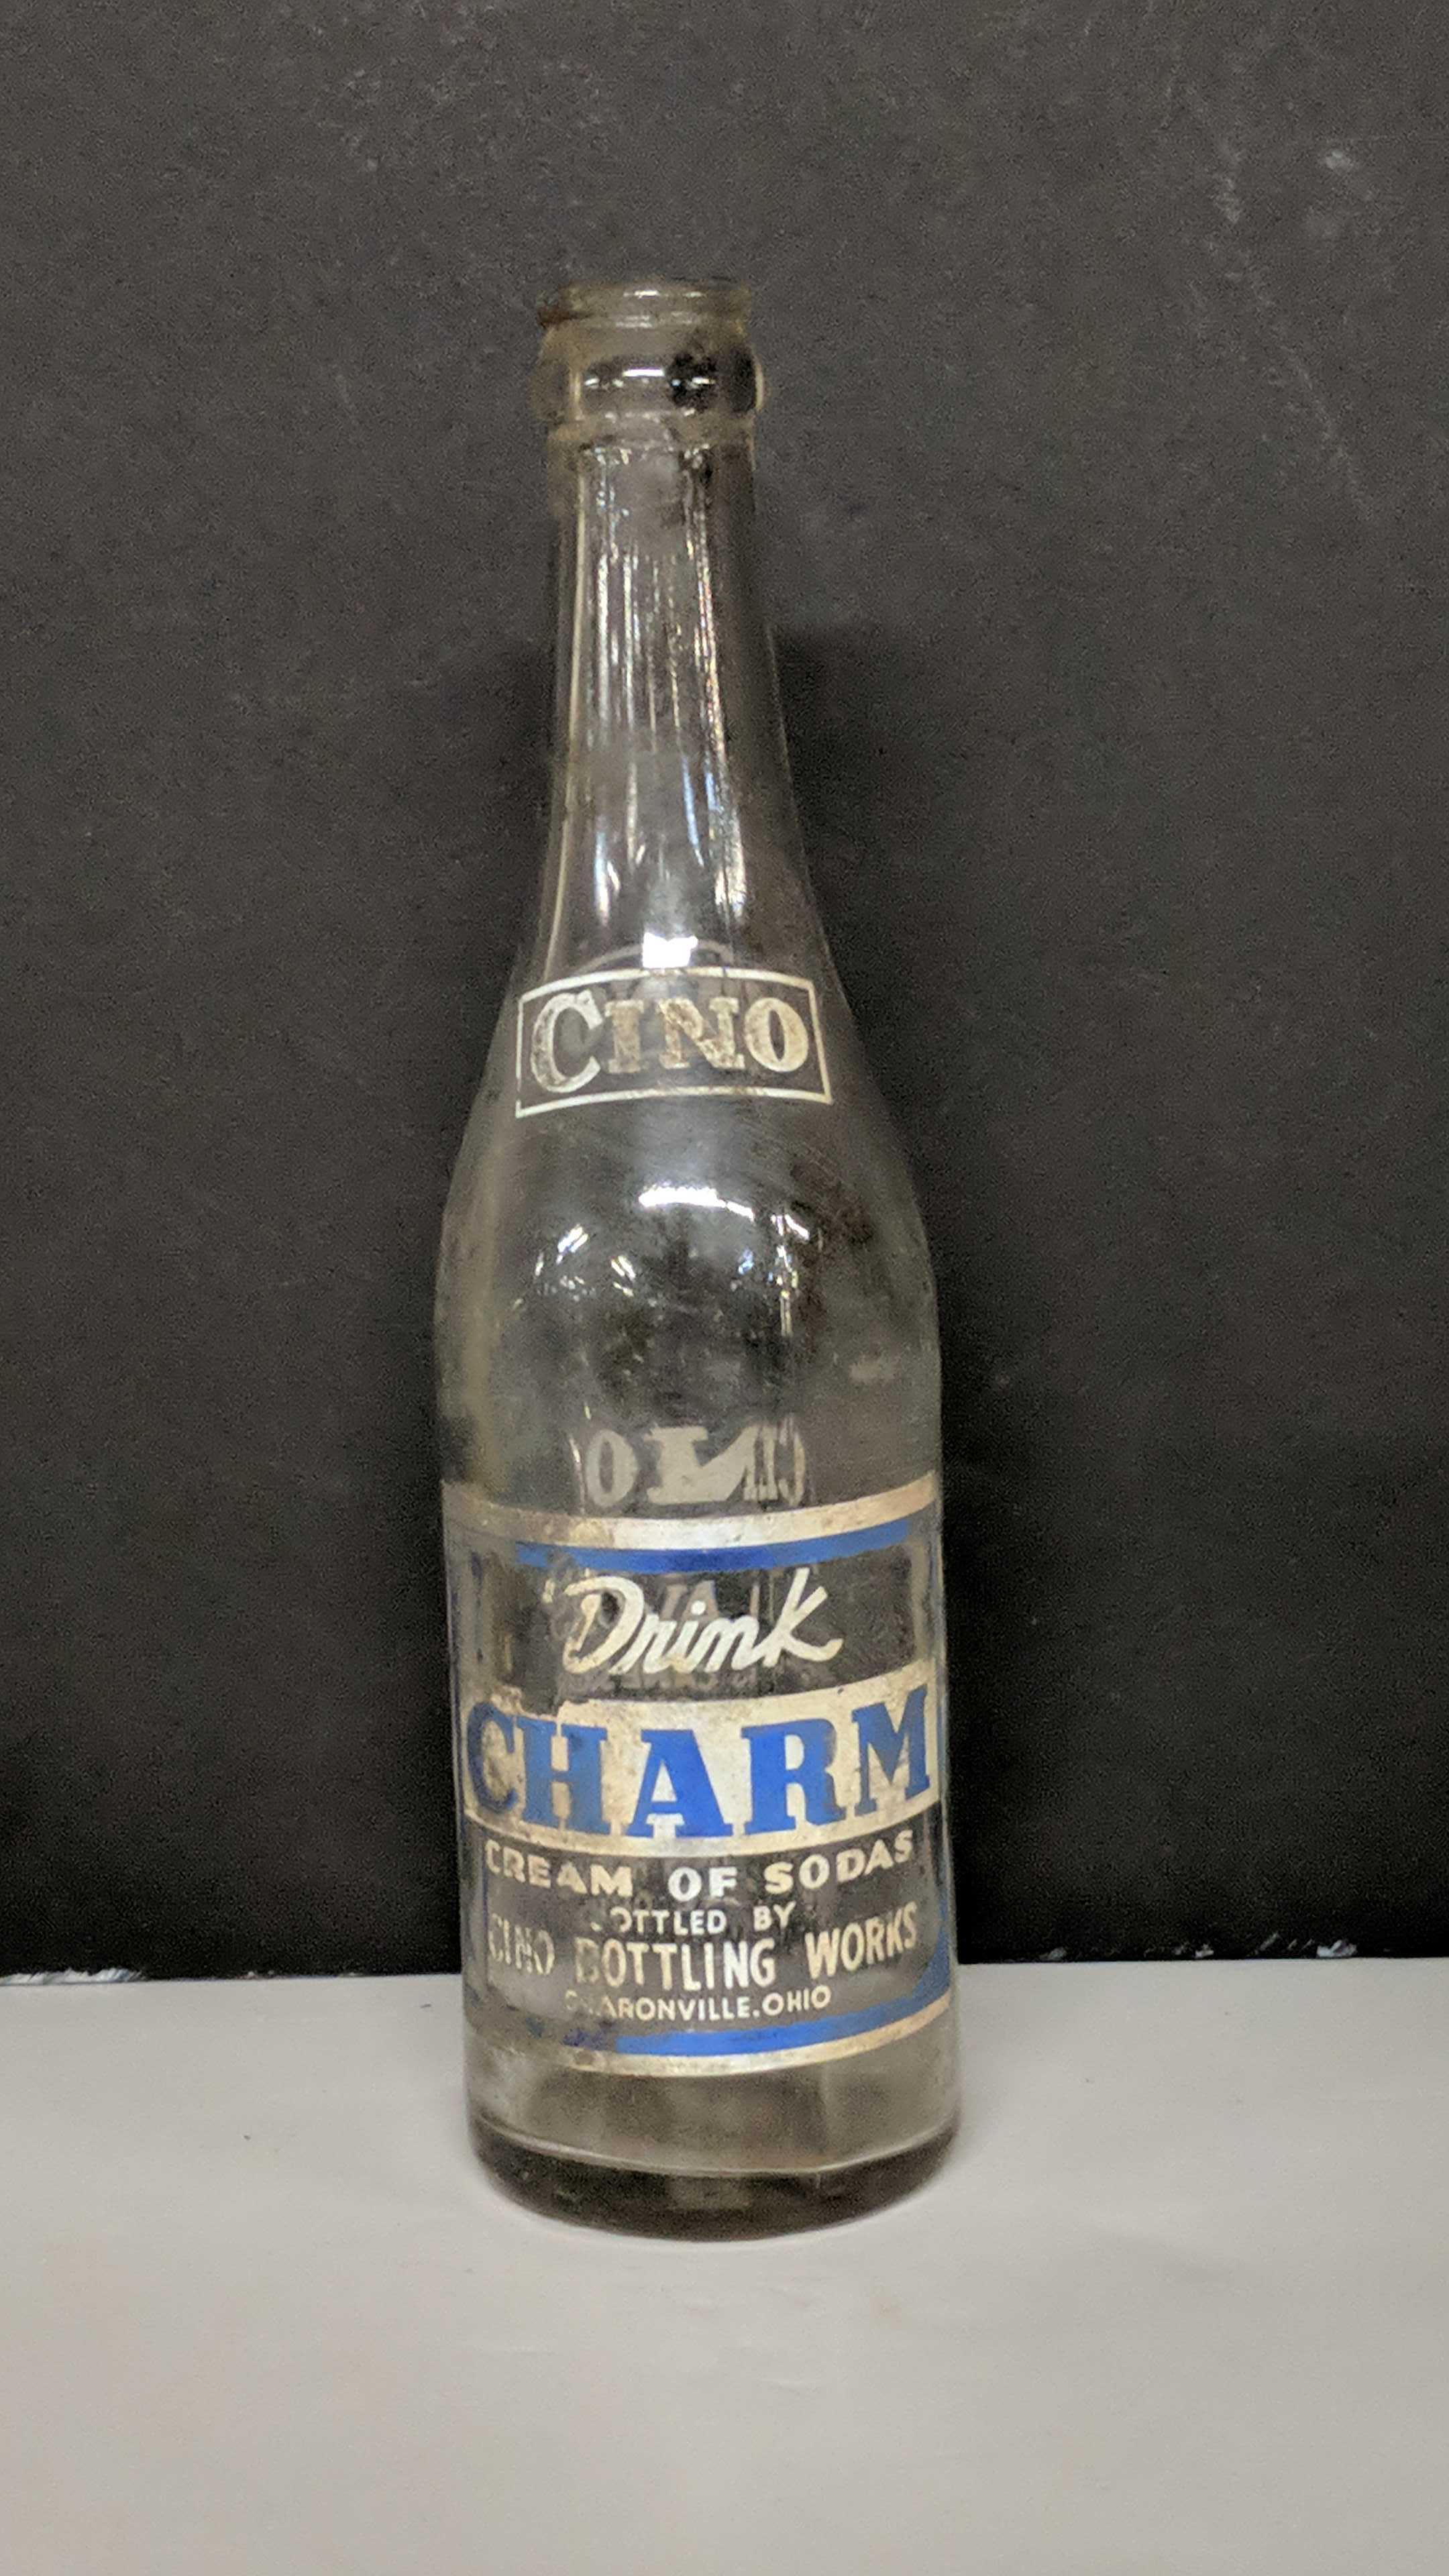 CINO
Drink
CHARM
CREAM OF SODAS
BOTTLED BY
CINO BOTTLING WORKS
SHARONVILLE, OHIO